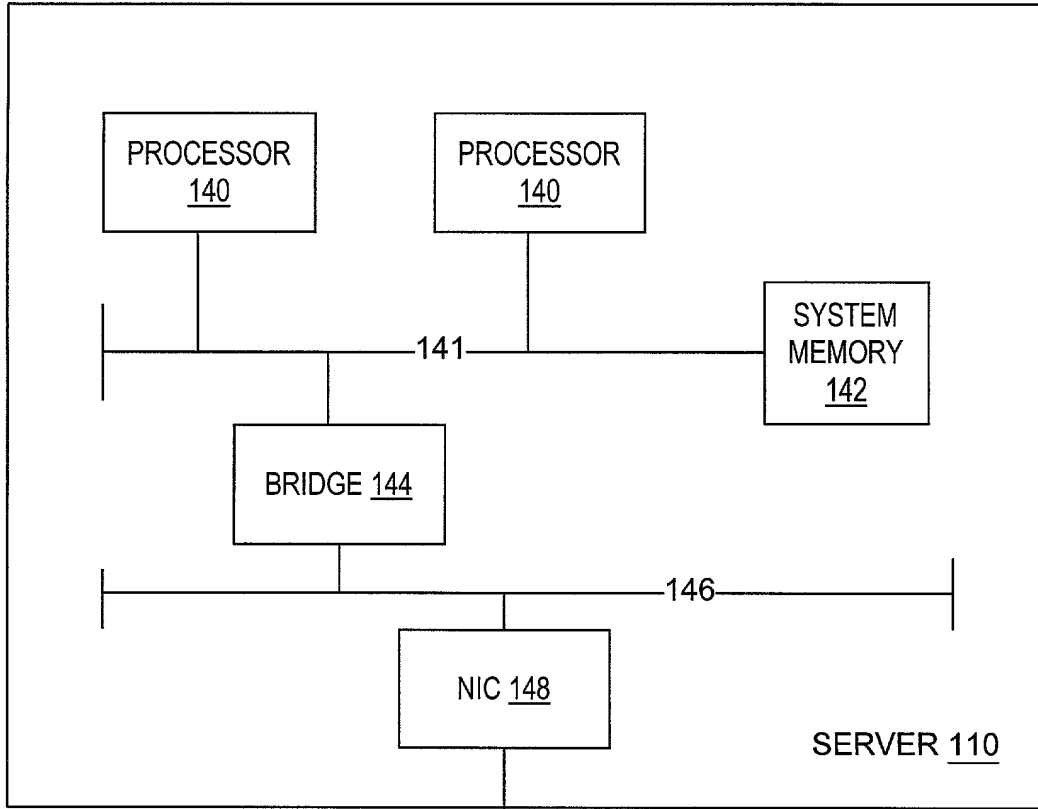 PROCESSOR
140
PROCESSOR
140
SYSTEM
MEMORY
142
141
BRIDGE 144
146
NIC 148
SERVER 110